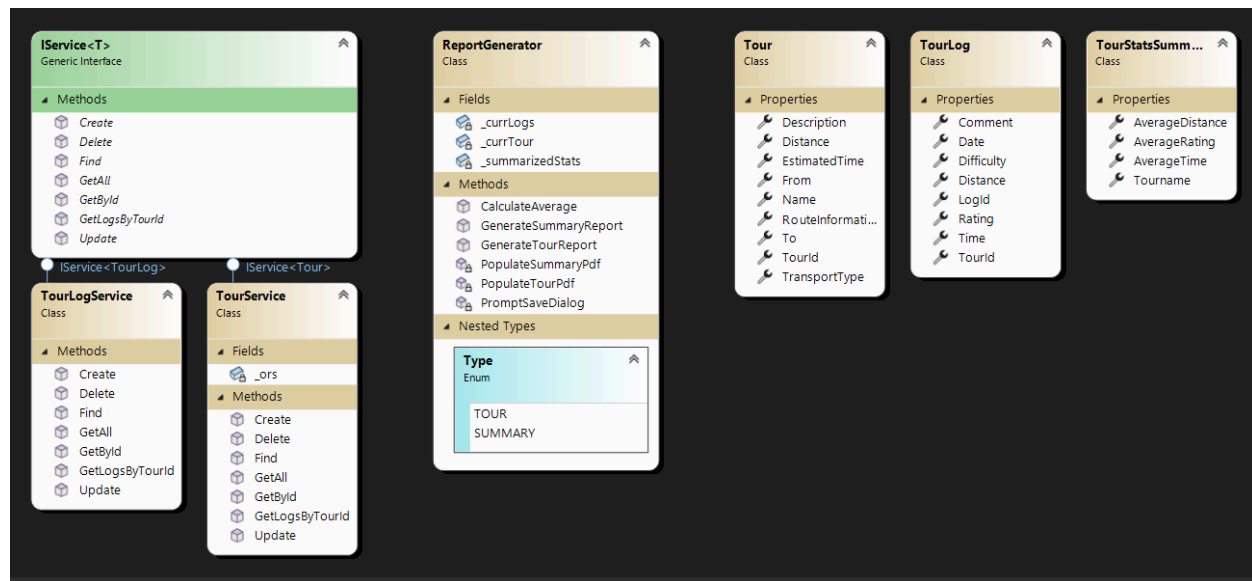 IService<T>
Generic Interface
Methods
Create
Delete
Find
GetAll
GetById
GetLogsByTourId
Update
IService<TourLog>
IService<Tour>
TourLogService
Class
Methods
Create
Delete
Find
GetAll
GetById
GetLogsByTourId
Update
TourService
Class
Fields
_ors
Methods
Create
Delete
Find
GetAll
GetById
GetLogsByTourId
Update
ReportGenerator
Class
Fields
_currLogs
_currTour
_summarizedStats
Methods
CalculateAverage
GenerateSummaryReport
GenerateTourReport
PopulateSummaryPdf
PopulateTourPdf
PromptSaveDialog
Nested Types
Type
Enum
TOUR
SUMMARY
Tour
Class
Properties
Description
Distance
EstimatedTime
From
Name
RouteInformati...
To
TourId
TransportType
TourLog
Class
Properties
Comment
Date
Difficulty
Distance
LogId
Rating
Time
TourId
TourStatsSumm...
Class
Properties
AverageDistance
AverageRating
AverageTime
Tourname